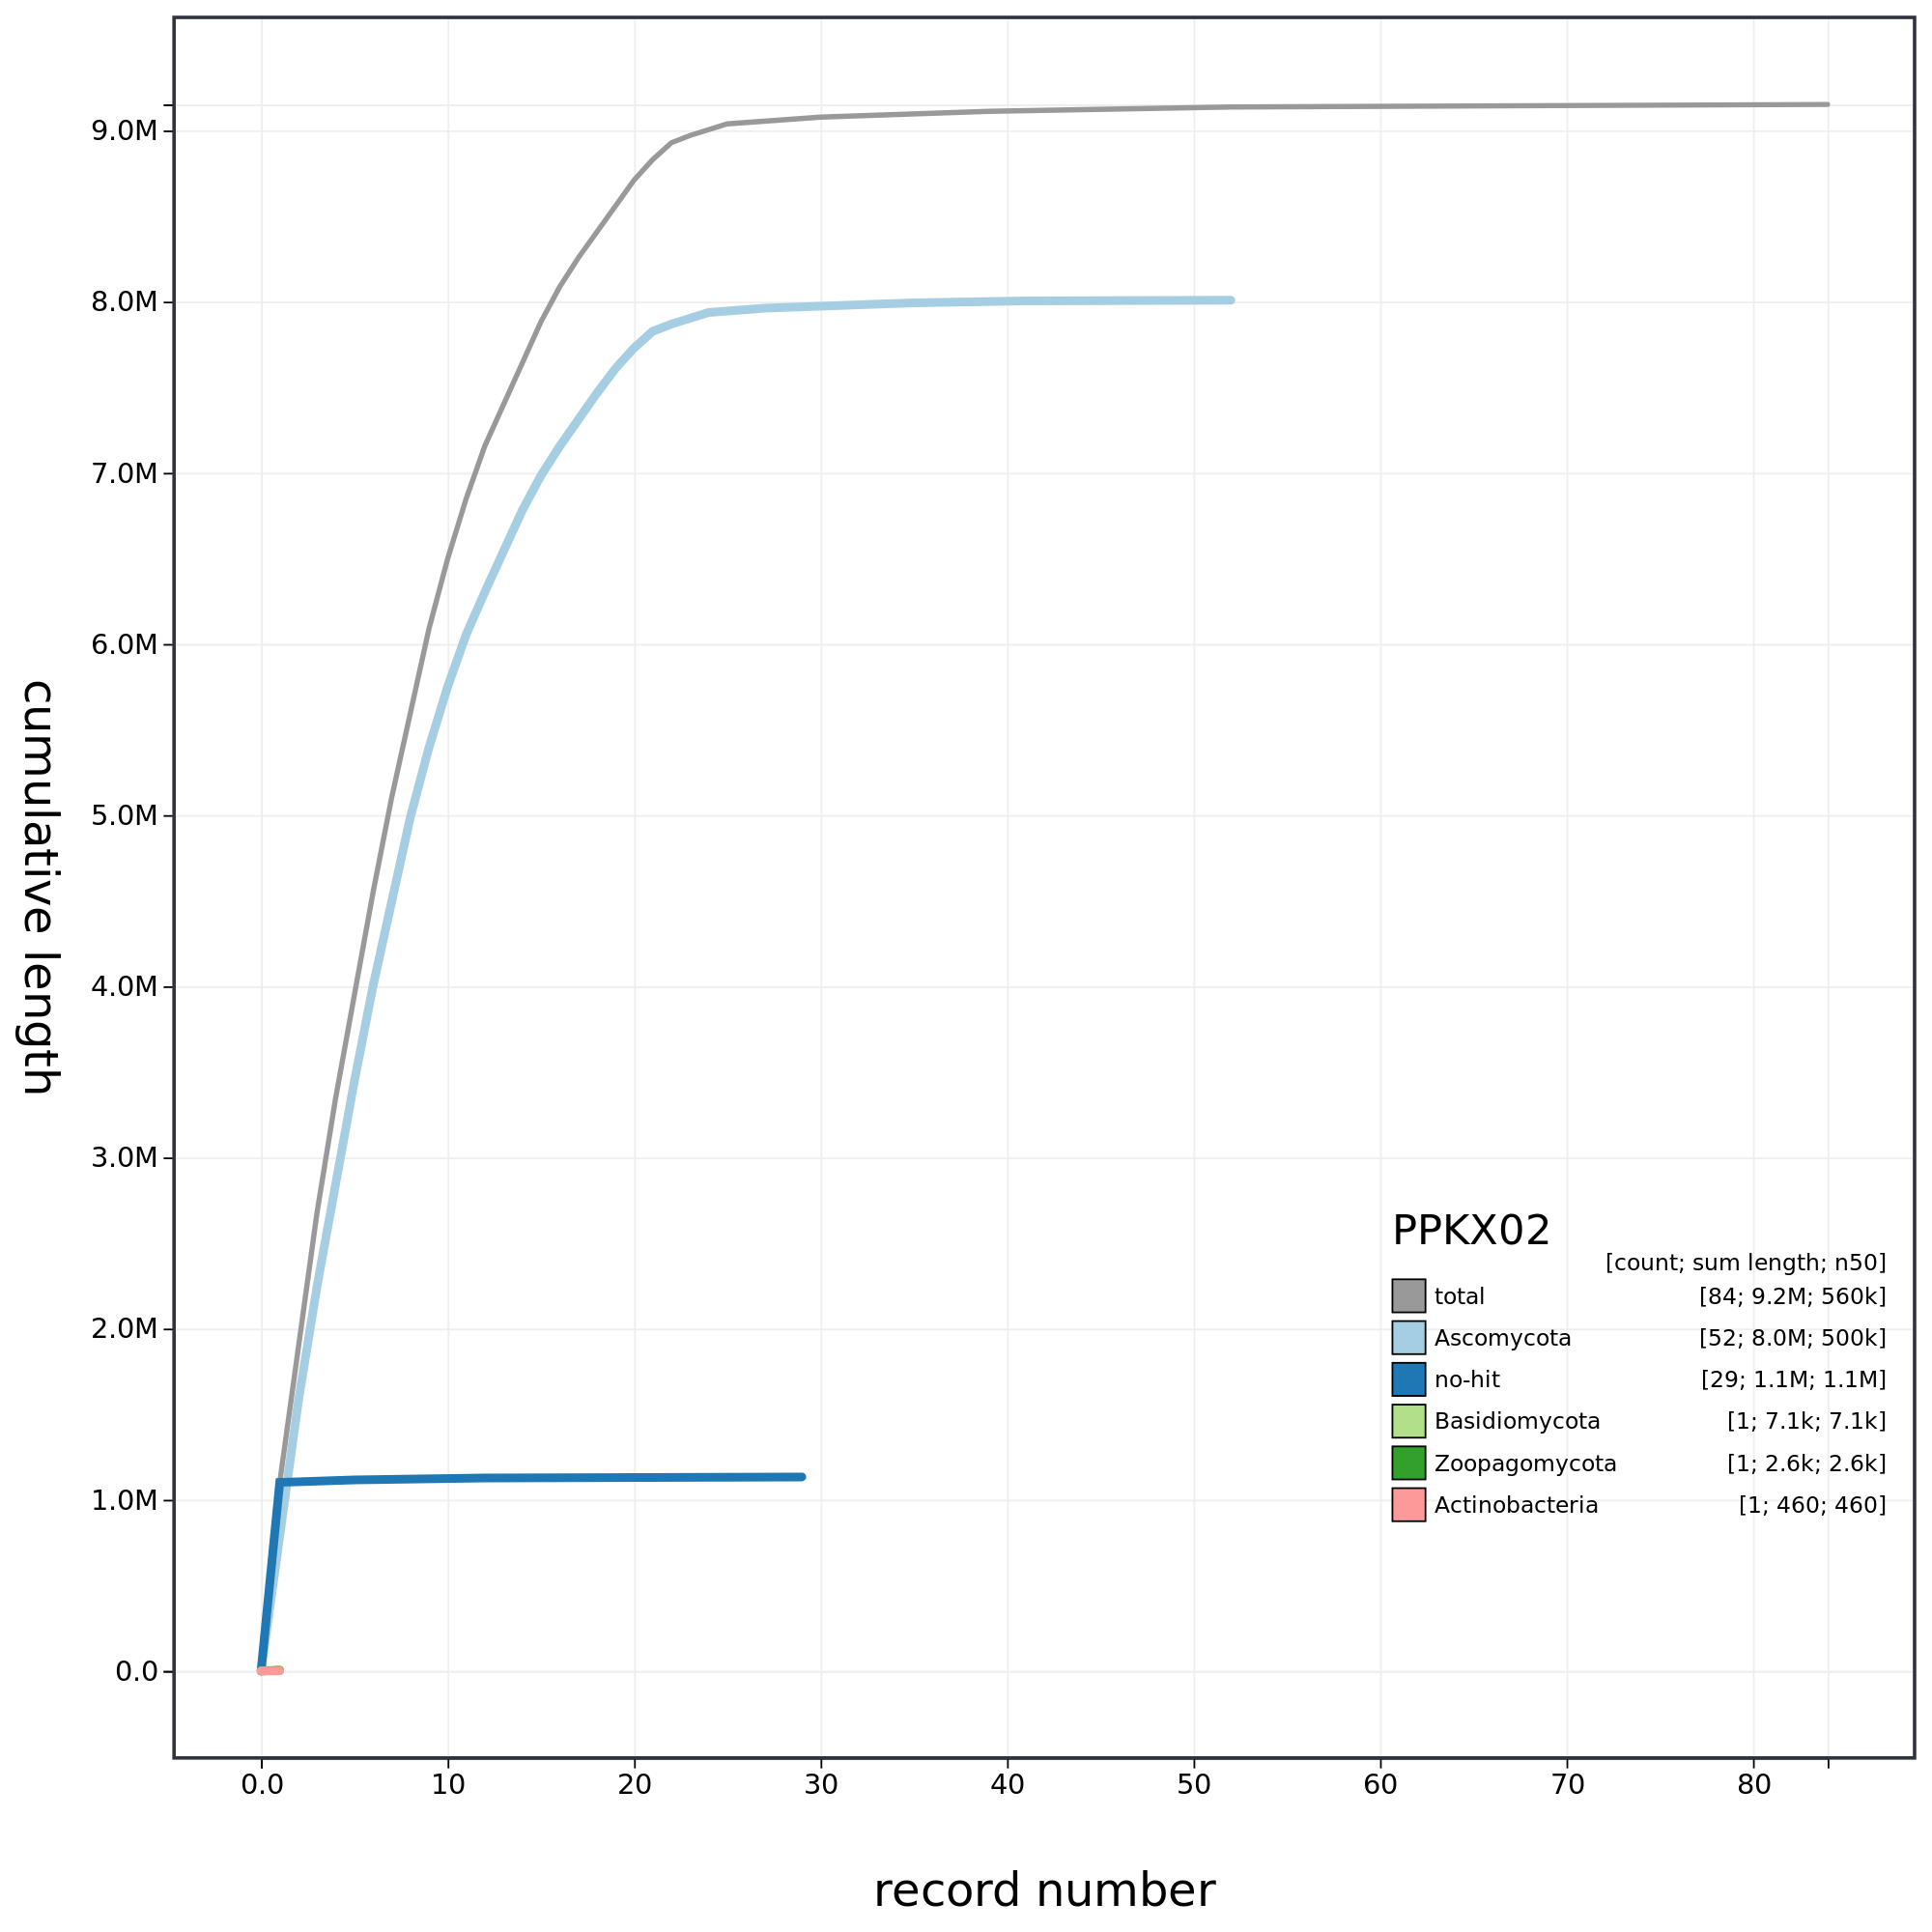 9.0M
8.0M
7.0M
6.0M
5.0M
4.0M
3.0M
2.0M
1.0M
0.0
cumulative length
PPKX02
[count; sum length; n50]
total [84; 9.2M; 560k]
Ascomycota [52; 8.0M; 500k]
no-hit [29; 1.1M; 1.1M]
Basidiomycota [1; 7.1k; 7.1k]
Zoopagomycota [1; 2.6k; 2.6k]
Actinobacteria [1; 460; 460]
0.0 10 20 30 40 50 60 70 80
record number